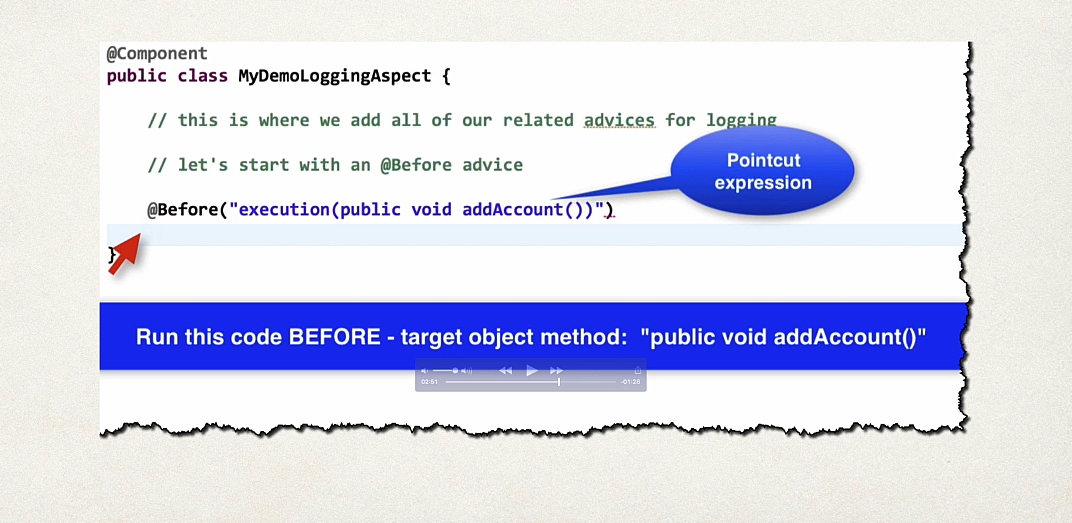 @Component
public class MyDemoLoggingAspect {
// this is where we add all of our related advices for logging
// let's start with an @Before advice
Pointcut
expression
@Before("execution(public void addAccount())")
}
Run this code BEFORE - target object method: "public void addAccount()"
02:51 -01:26